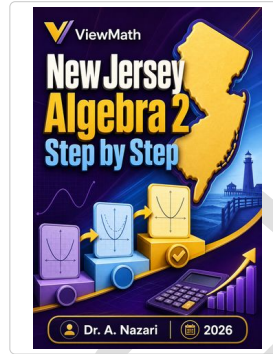 ViewMath
New Jersey
Algebra 2
Step by Step
Dr. A. Nazari
2026